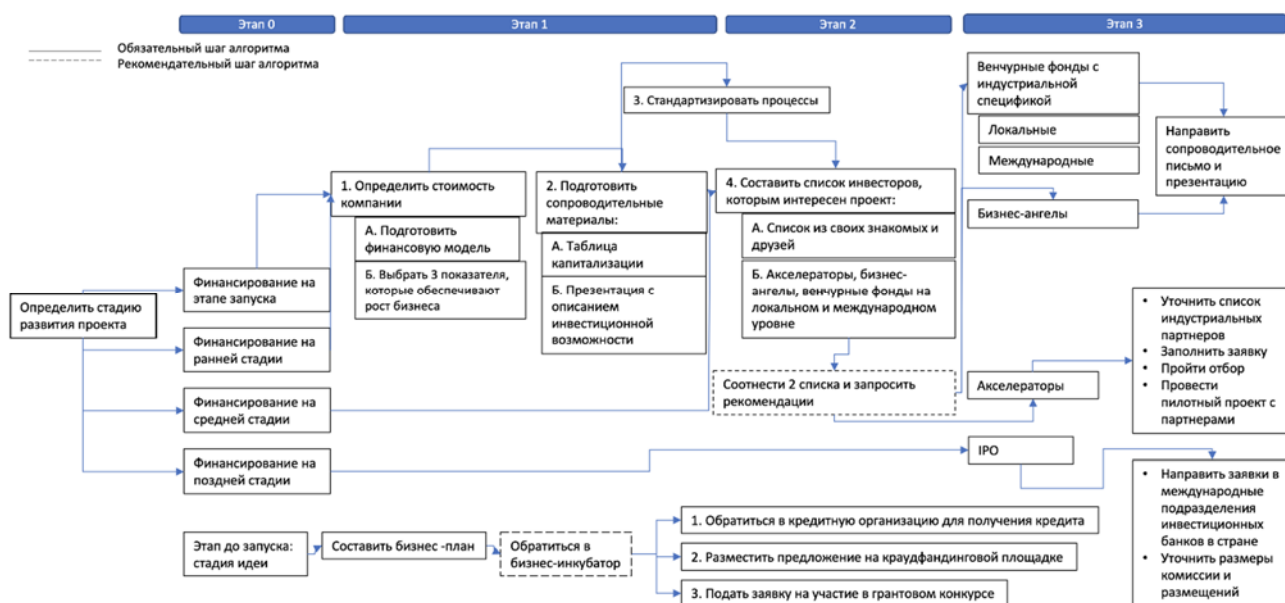 Этап 0
Этап 1
Этап 2
Этап 3
Обязательный шаг алгоритма
Рекомендательный шаг алгоритма
Определить стадию
развития проекта
Финансирование на
этапе запуска
Финансирование на
ранней стадии
Финансирование на
средней стадии
Финансирование на
поздней стадии
1. Определить стоимость
компании
А. Подготовить
финансовую модель
Б. Выбрать 3 показателя,
которые обеспечивают
рост бизнеса
2. Подготовить
сопроводительные
материалы:
А. Таблица
капитализации
Б. Презентация с
описанием
инвестиционной
возможности
3. Стандартизировать процессы
4. Составить список инвесторов,
которым интересен проект:
А. Список из своих знакомых и
друзей
Б. Акселераторы, бизнес-
ангелы, венчурные фонды на
локальном и международном
уровне
Соотнести 2 списка и запросить
рекомендации
Венчурные фонды с
индустриальной
спецификой
Локальные
Международные
Бизнес-ангелы
Направить
сопроводительное
письмо и
презентацию
Акселераторы
• Уточнить список
индустриальных
партнеров
• Заполнить заявку
• Пройти отбор
• Провести
пилотный проект с
партнерами
IPO
• Направить заявки в
международные
подразделения
инвестиционных
банков в стране
• Уточнить размеры
комиссии и
размещений
Этап до запуска:
стадия идеи
Составить бизнес -план
Обратиться в
бизнес-инкубатор
1. Обратиться в кредитную организацию для получения кредита
2. Разместить предложение на краудфандинговой площадке
3. Подать заявку на участие в грантовом конкурсе